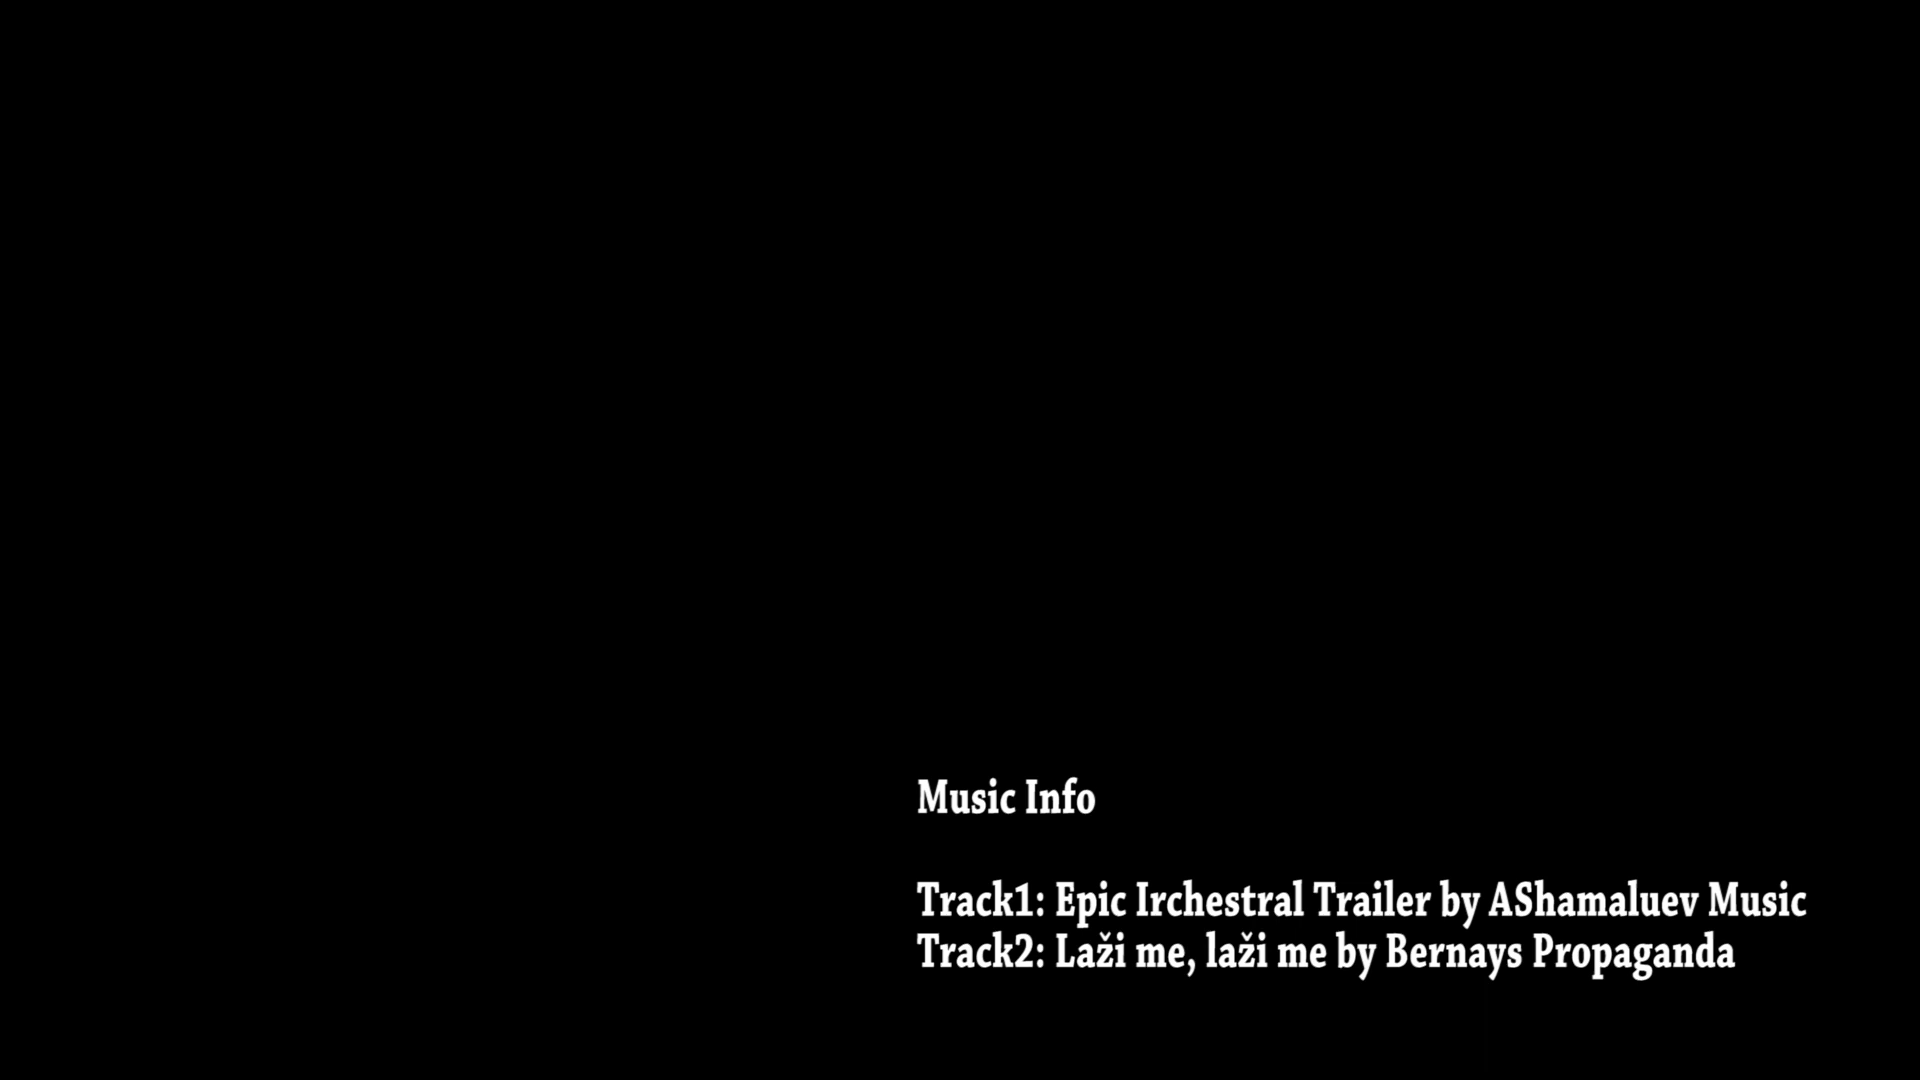 Music Info
Track1: Epic Irchestral Trailer by AShamaluev Music
Track2: Laži me, laži me by Bernays Propaganda